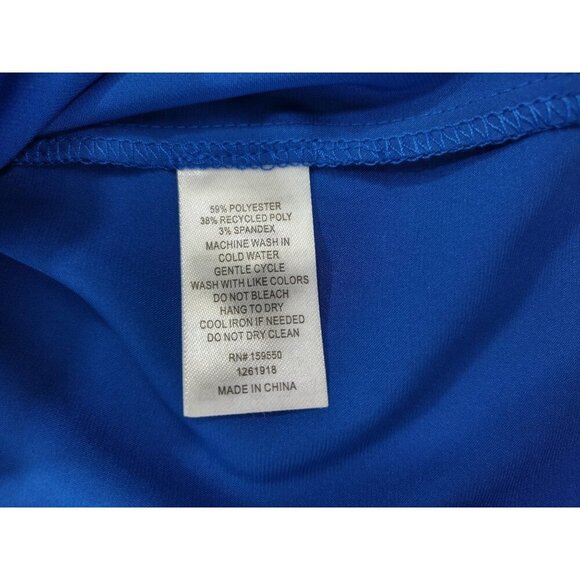 59% POLYESTER
38% RECYCLED POLY
3% SPANDEX
MACHINE WASH IN
COLD WATER
GENTLE CYCLE
WASH WITH LIKE COLORS
DO NOT BLEACH
HANG TO DRY
COOL IRON IF NEEDED
DO NOT DRY CLEAN
RN# 159550
1261918
MADE IN CHINA